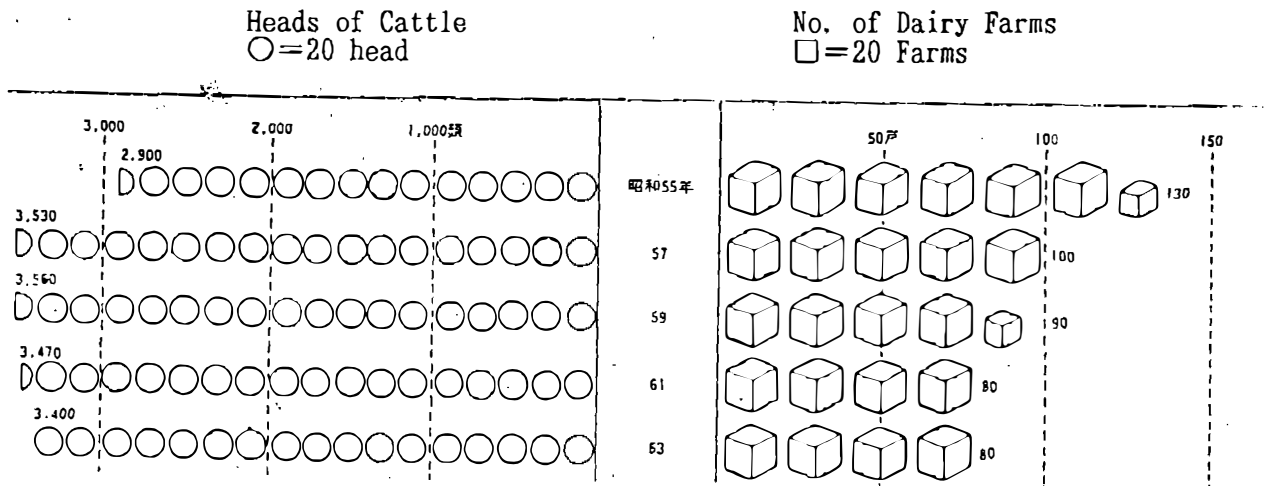 Heads of Cattle
○=20 head
No. of Dairy Farms
□=20 Farms
3,000
2,000
1,000頭
50戸
100
150
2.900
昭和55年
130
3,530
57
100
3,560
59
90
3,470
61
80
3.400
63
80